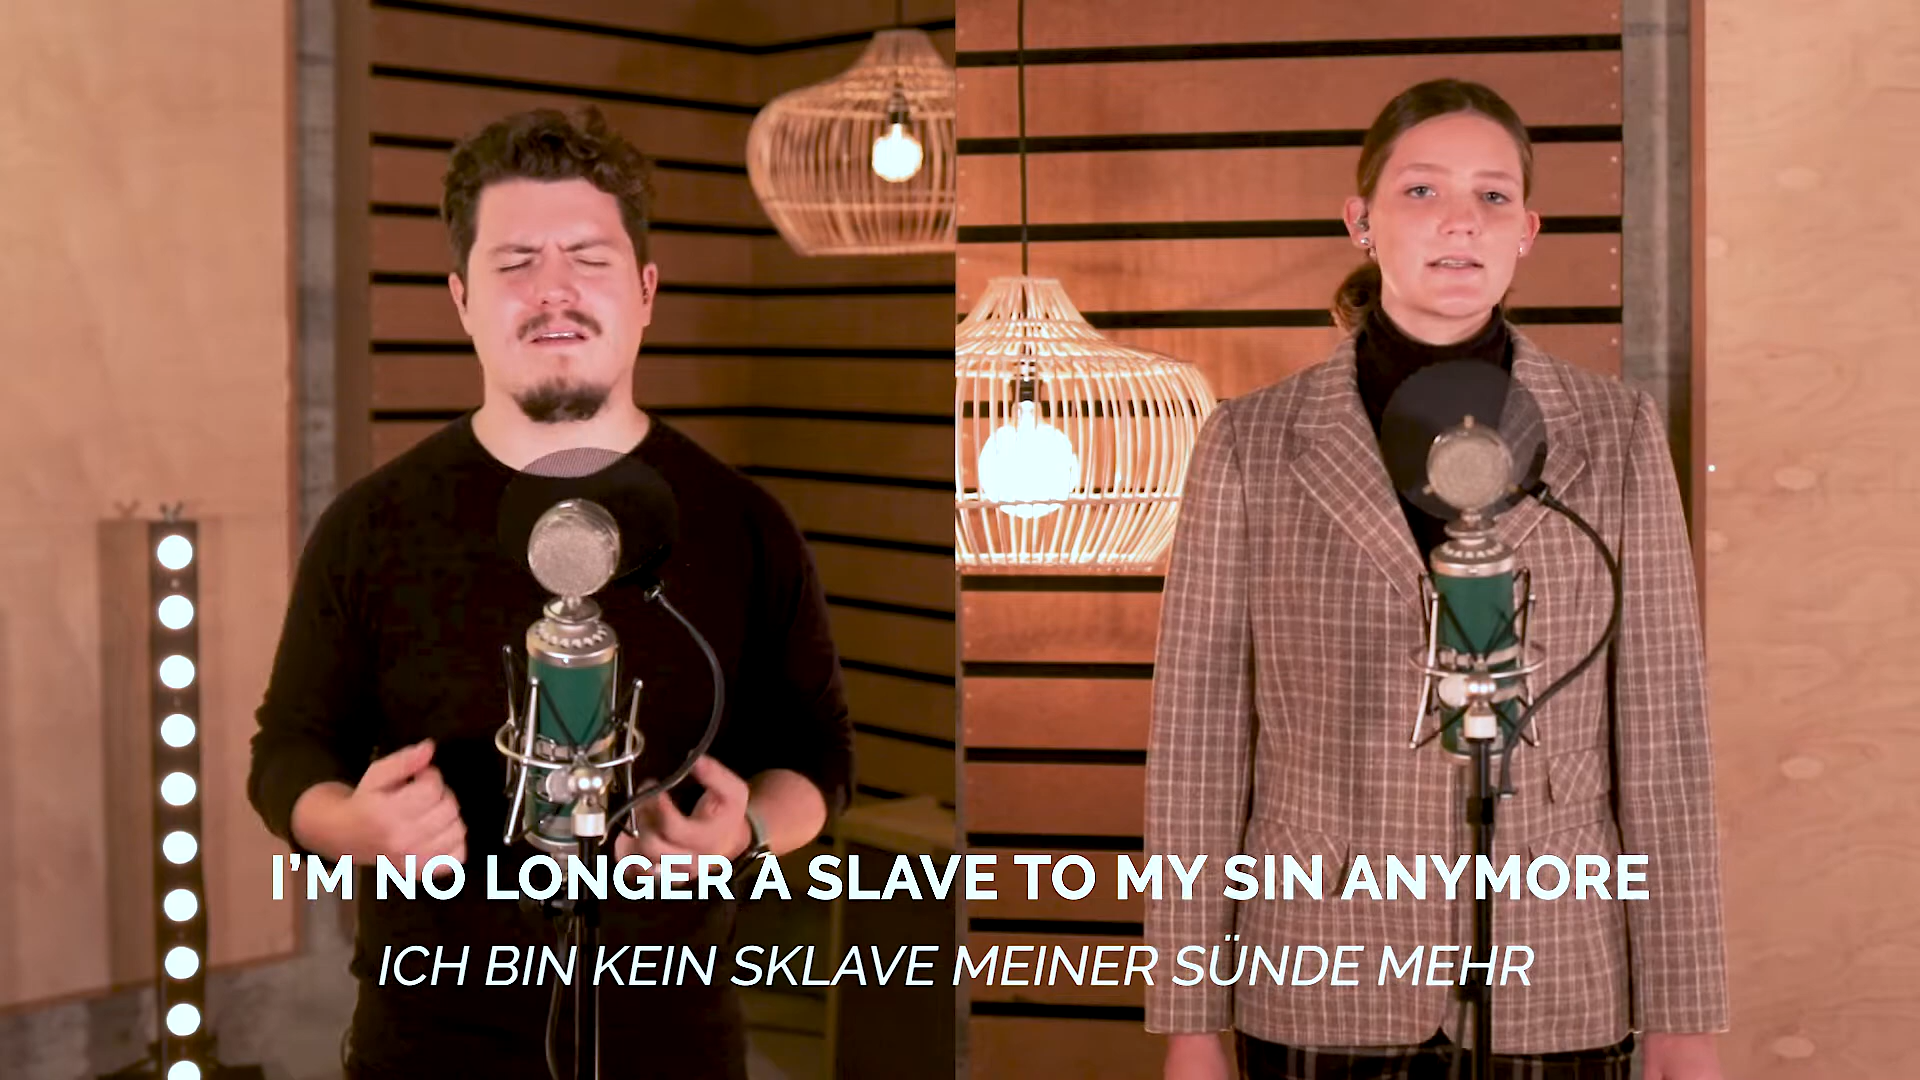 I'M NO LONGER A SLAVE TO MY SIN ANYMORE
ICH BIN KEIN SKLAVE MEINER SÜNDE MEHR